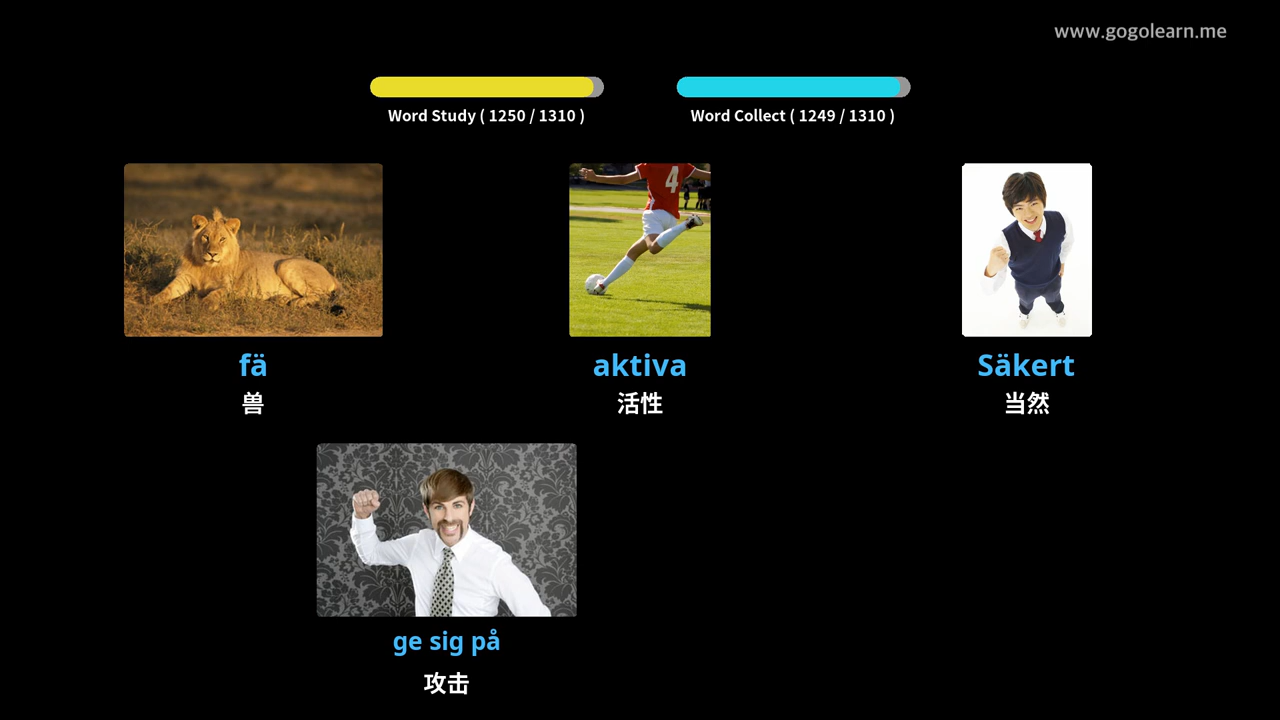 www.gogolearn.me
Word Study ( 1250 / 1310 )
Word Collect ( 1249 / 1310 )
4
fä
aktiva
Säkert
兽
活性
当然
ge sig på
攻击